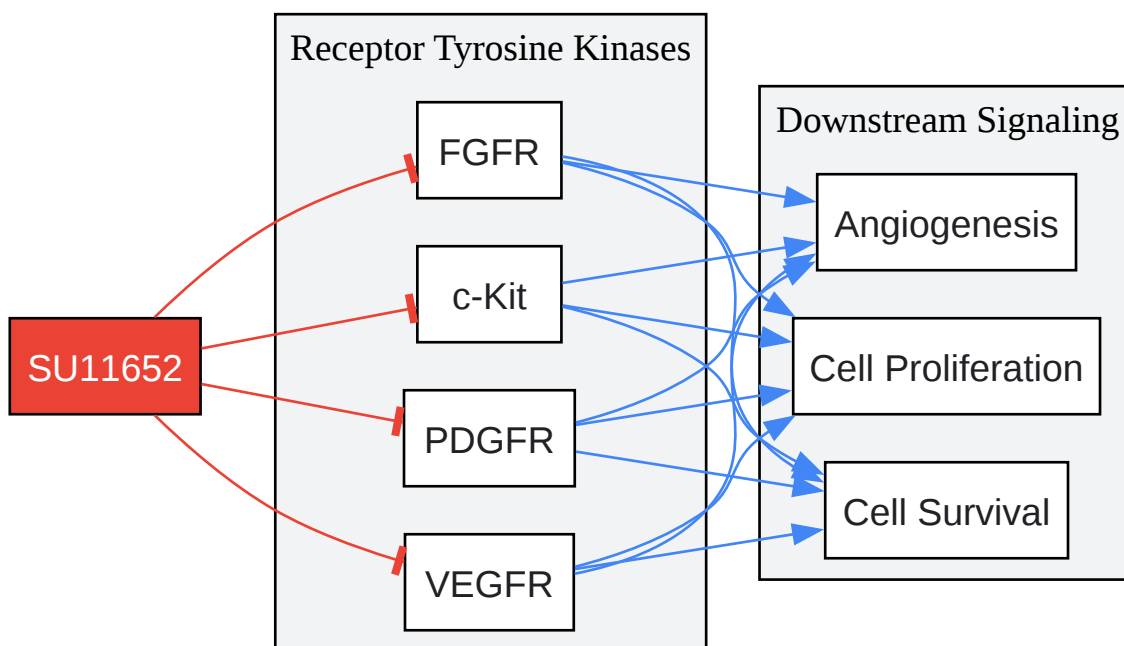 Receptor Tyrosine Kinases
FGFR
c-Kit
PDGFR
VEGFR
SU11652
Downstream Signaling
Angiogenesis
Cell Proliferation
Cell Survival